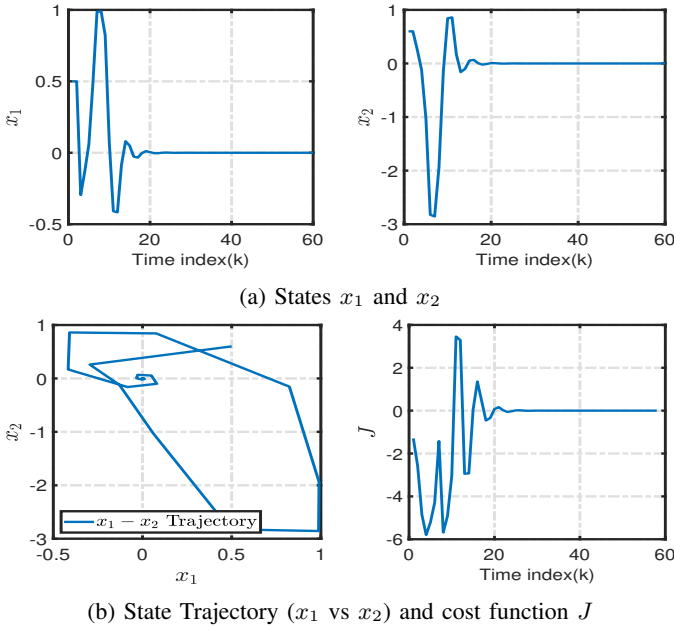 1
0.5
0
-0.5
x₁
0 20 40 60
Time index(k)
1
0
-1
-2
-3
x₂
0 20 40 60
Time index(k)
(a) States x₁ and x₂
1
0
-1
-2
-3
x₂
x₁ − x₂ Trajectory
-0.5 0 0.5 1
x₁
4
2
0
-2
-4
-6
J
0 20 40 60
Time index(k)
(b) State Trajectory (x₁ vs x₂) and cost function J